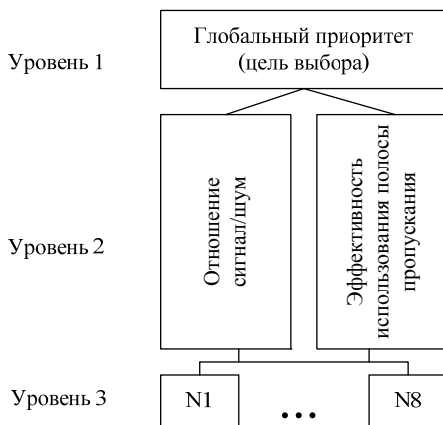 Глобальный приоритет
(цель выбора)
Уровень 1
Отношение
сигнал/шум
Эффективность
использования полосы
пропускания
Уровень 2
Уровень 3
N1
...
N8